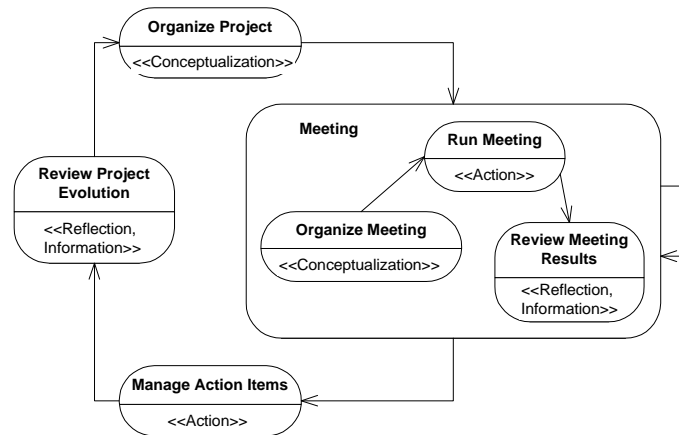 Organize Project
<<Conceptualization>>
Meeting
Run Meeting
<<Action>>
Review Project
Evolution
<<Reflection,
Information>>
Organize Meeting
<<Conceptualization>>
Review Meeting
Results
<<Reflection,
Information>>
Manage Action Items
<<Action>>